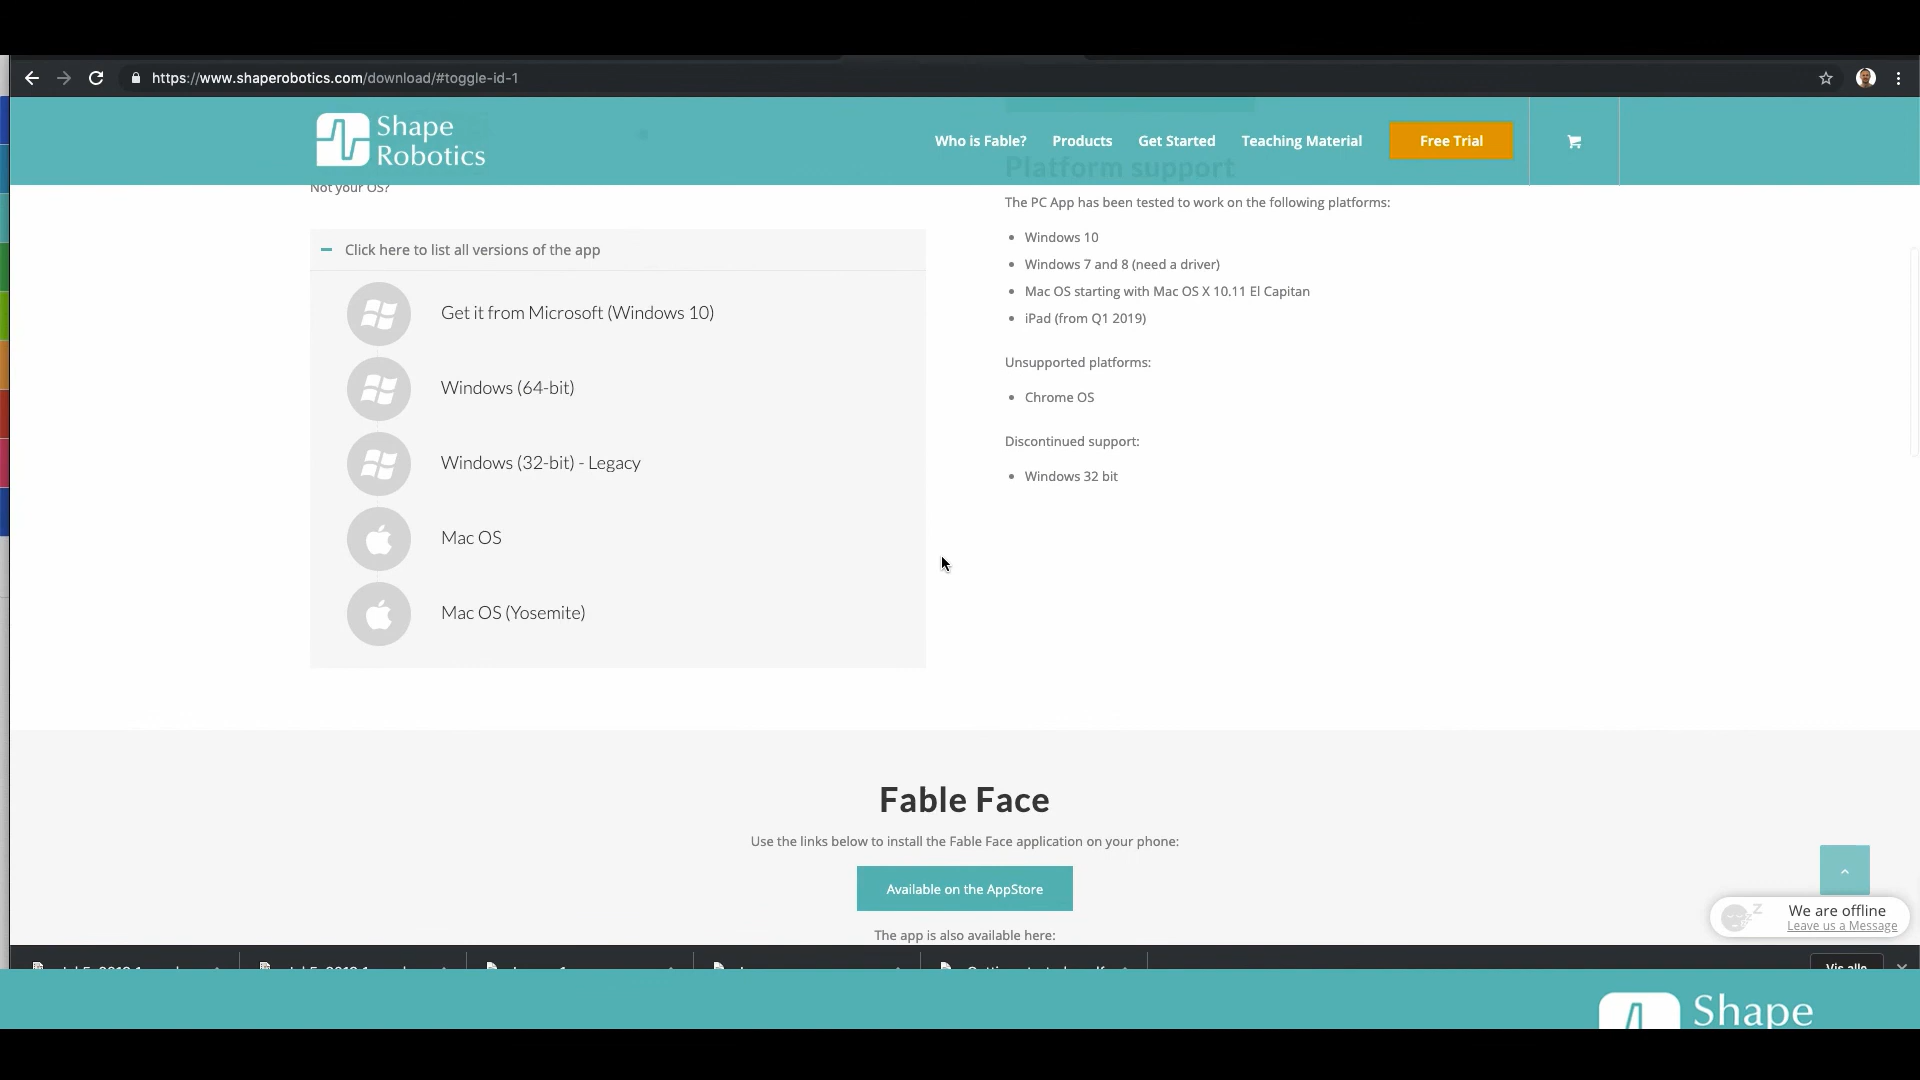 https://www.shaperobotics.com/download/#toggle-id-1
Shape
Robotics
Who is Fable?
Products
Get Started
Teaching Material
Free Trial
Not your OS?
Click here to list all versions of the app
Get it from Microsoft (Windows 10)
Windows (64-bit)
Windows (32-bit) - Legacy
Mac OS
Mac OS (Yosemite)
Platform support
The PC App has been tested to work on the following platforms:
Windows 10
Windows 7 and 8 (need a driver)
Mac OS starting with Mac OS X 10.11 El Capitan
iPad (from Q1 2019)
Unsupported platforms:
Chrome OS
Discontinued support:
Windows 32 bit
Fable Face
Use the links below to install the Fable Face application on your phone:
Available on the AppStore
The app is also available here:
We are offline
Leave us a Message
Vis alle
Shape